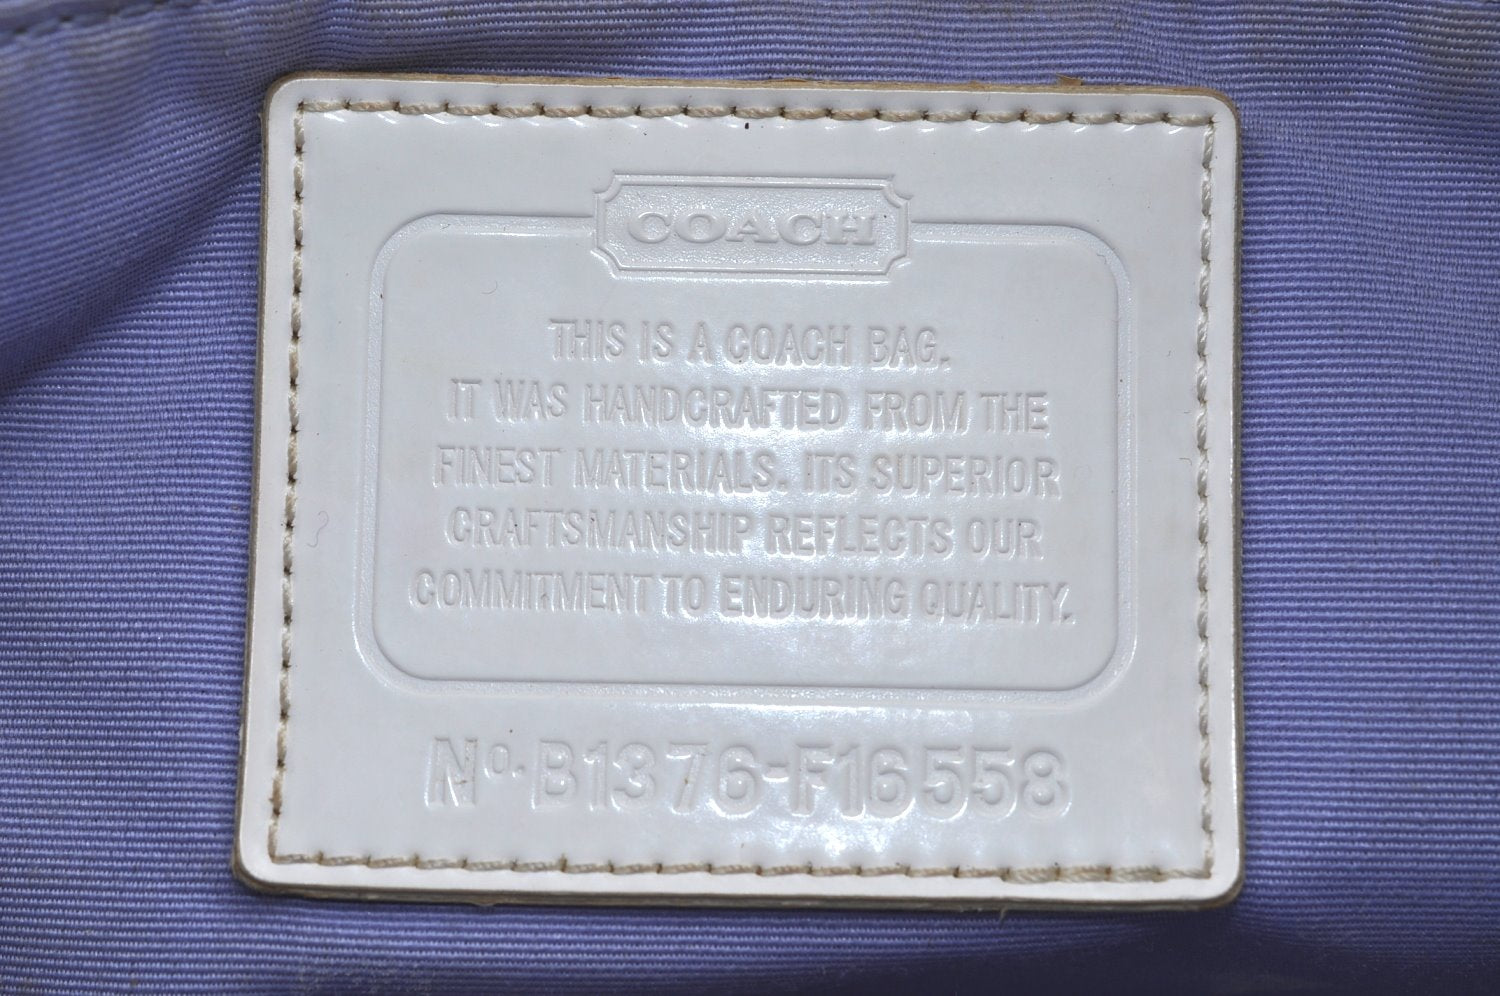 COACH
THIS IS A COACH BAG.
IT WAS HANDCRAFTED FROM THE
FINEST MATERIALS. ITS SUPERIOR
CRAFTSMANSHIP REFLECTS OUR
COMMITMENT TO ENDURING QUALITY.
No. B1376-F16558